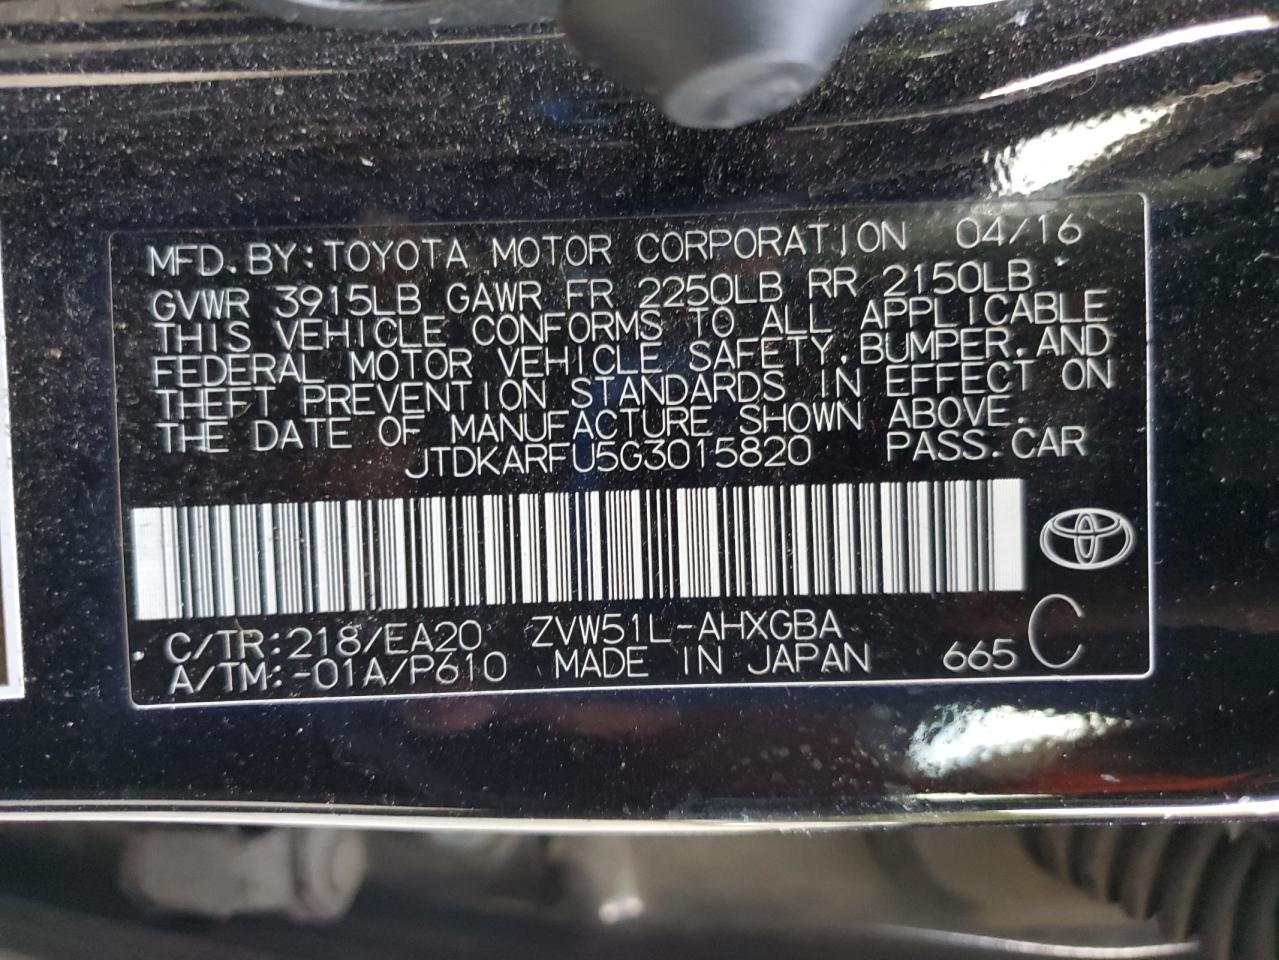 MFD.BY:TOYOTA MOTOR CORPORATION 04/16
GVWR 3915LB GAWR FR 2250LB RR 2150LB
THIS VEHICLE CONFORMS TO ALL APPLICABLE
FEDERAL MOTOR VEHICLE SAFETY,BUMPER,AND
THEFT PREVENTION STANDARDS IN EFFECT ON
THE DATE OF MANUFACTURE SHOWN ABOVE.
JTDKARFU5G3015820 PASS.CAR
C/TR:218/EA20 ZVW51L-AHXGBA
A/TM:-01A/P610 MADE IN JAPAN 665 C